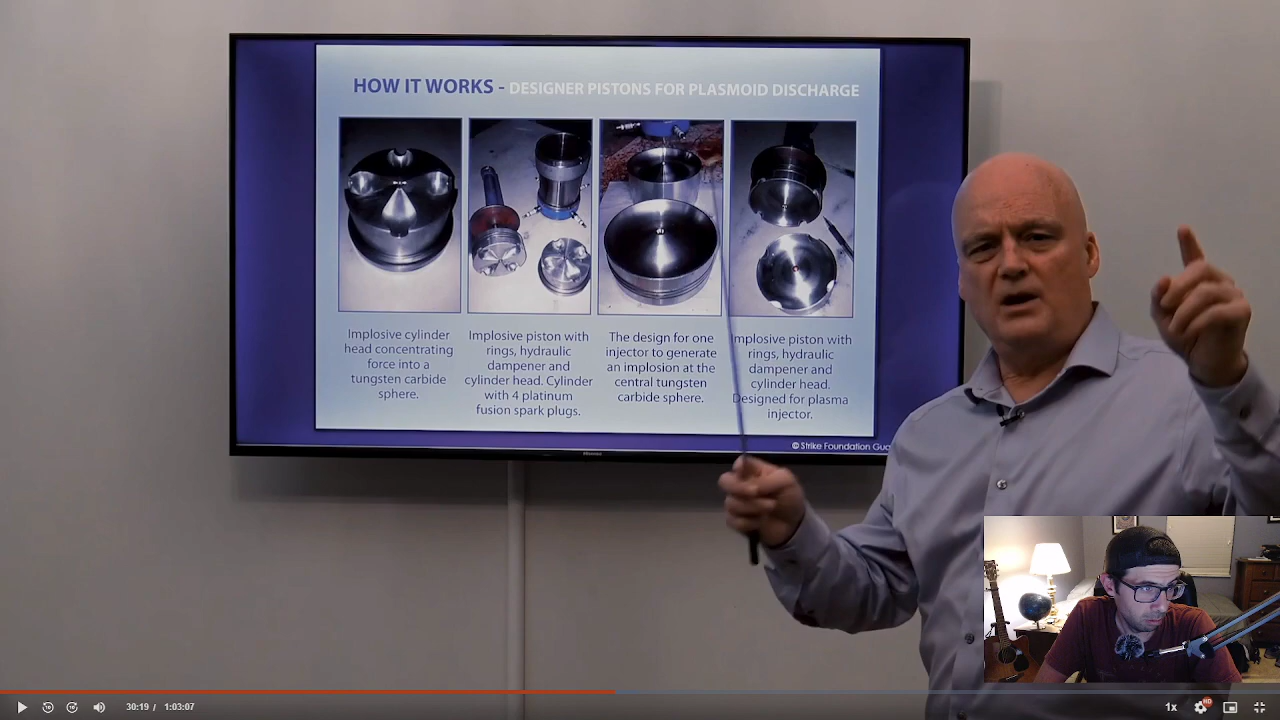 HOW IT WORKS - DESIGNER PISTONS FOR PLASMOID DISCHARGE
Implosive cylinder
head concentrating
force into a
tungsten carbide
sphere.
Implosive piston with
rings, hydraulic
dampener and
cylinder head. Cylinder
with 4 platinum
fusion spark plugs.
The design for one
injector to generate
an implosion at the
central tungsten
carbide sphere.
Implosive piston with
rings, hydraulic
dampener and
cylinder head.
Designed for plasma
injector.
© Strike Foundation
Hisense
30:19 / 1:03:07
1x
HD